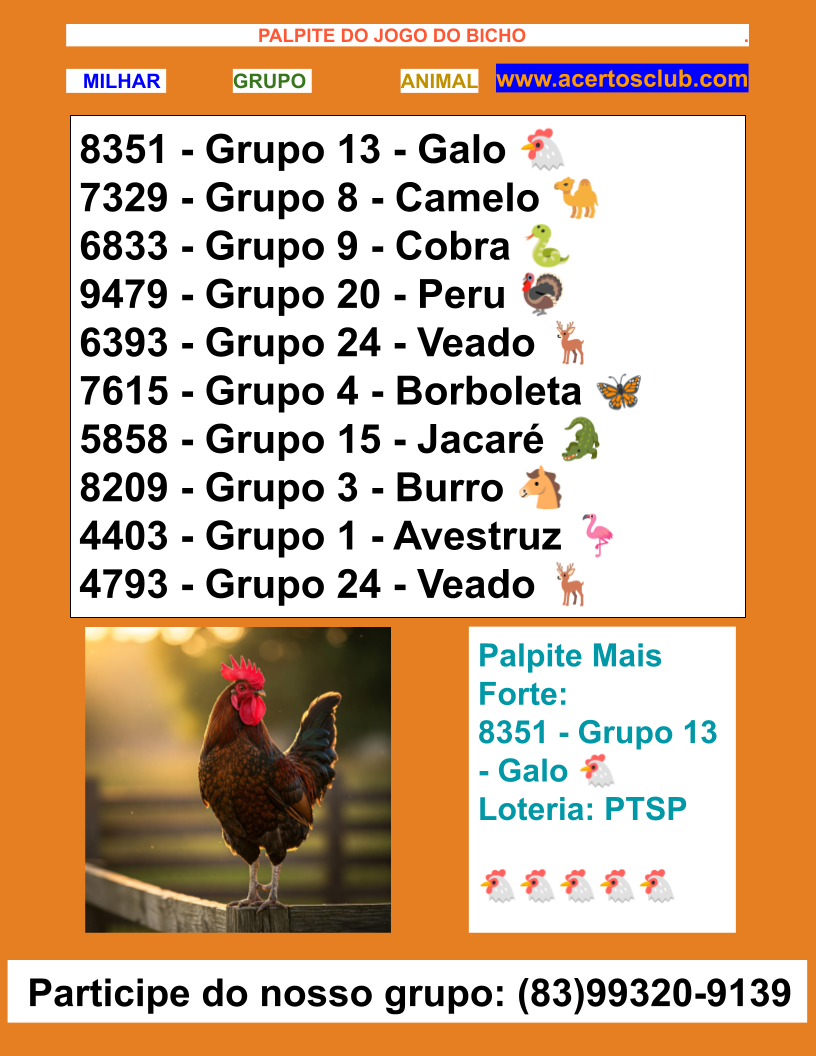 PALPITE DO JOGO DO BICHO .
MILHAR GRUPO ANIMAL www.acertosclub.com
8351 - Grupo 13 - Galo 🐔
7329 - Grupo 8 - Camelo 🐫
6833 - Grupo 9 - Cobra 🐍
9479 - Grupo 20 - Peru 🦃
6393 - Grupo 24 - Veado 🦌
7615 - Grupo 4 - Borboleta 🦋
5858 - Grupo 15 - Jacaré 🐊
8209 - Grupo 3 - Burro 🐴
4403 - Grupo 1 - Avestruz 🦩
4793 - Grupo 24 - Veado 🦌
Palpite Mais
Forte:
8351 - Grupo 13
- Galo 🐔
Loteria: PTSP
🐔🐔🐔🐔🐔
Participe do nosso grupo: (83)99320-9139